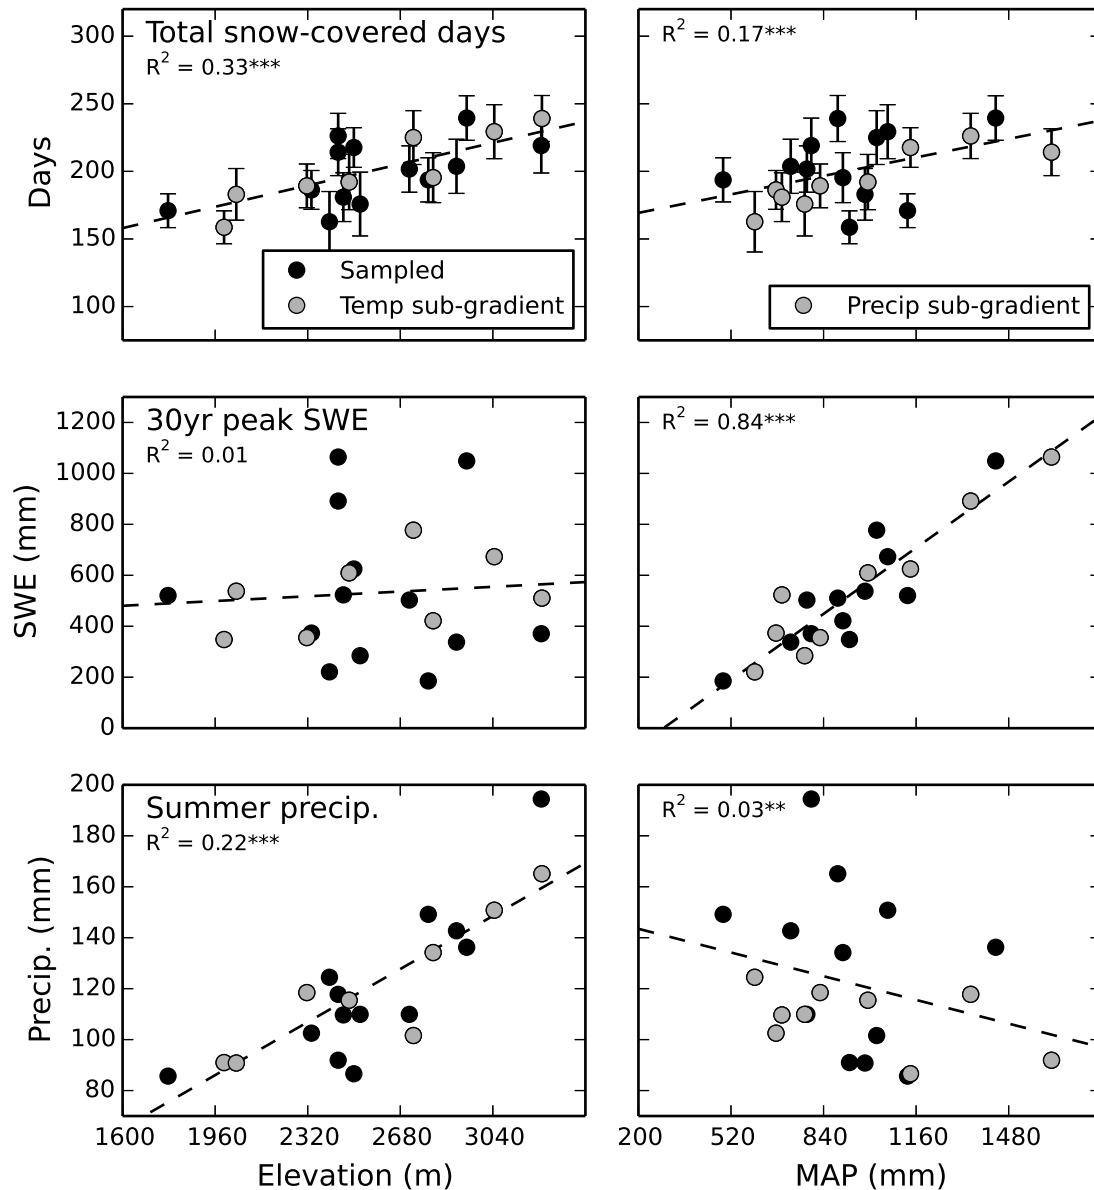 Total snow-covered days
R² = 0.33***
300
250
200
150
100
Days
Sampled
Temp sub-gradient
R² = 0.17***
Precip sub-gradient
30yr peak SWE
R² = 0.01
1200
1000
800
600
400
200
0
SWE (mm)
R² = 0.84***
Summer precip.
R² = 0.22***
200
180
160
140
120
100
80
Precip. (mm)
1600 1960 2320 2680 3040
Elevation (m)
R² = 0.03**
200 520 840 1160 1480
MAP (mm)